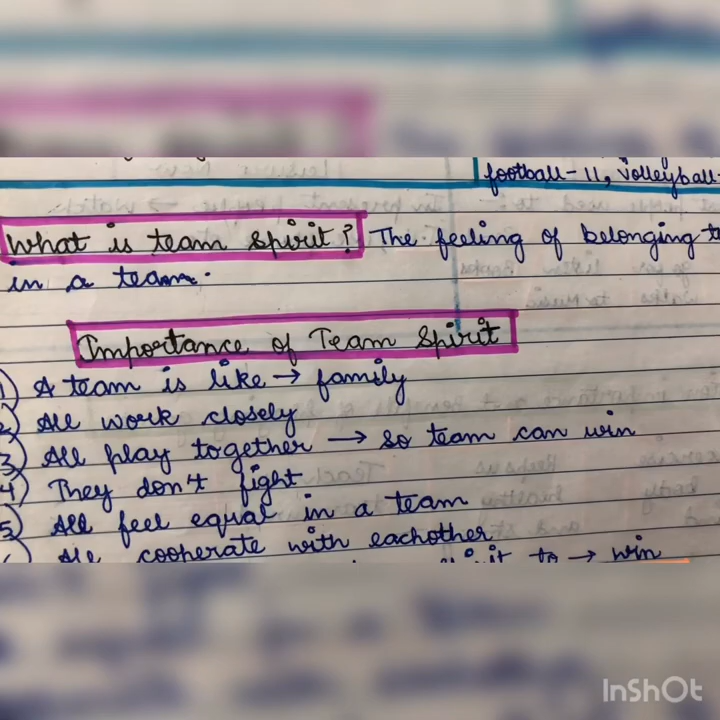 football - 11, Volleyball-
What is team spirit? The feeling of belonging
in a team.
Importance of Team Spirit
1) A team is like → family
2) All work closely
3) All play together → so team can win
4) They don't fight
5) All feel equal in a team
All cooperate with eachother
to → win
InShOt